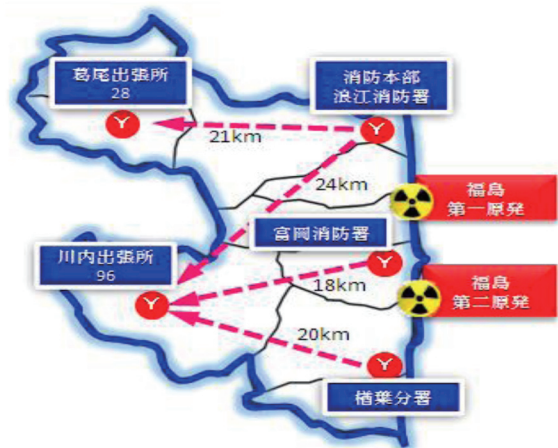 葛尾出張所
28
消防本部
浪江消防署
21km
24km
福島
第一原発
富岡消防署
川内出張所
96
18km
福島
第二原発
20km
楢葉分署